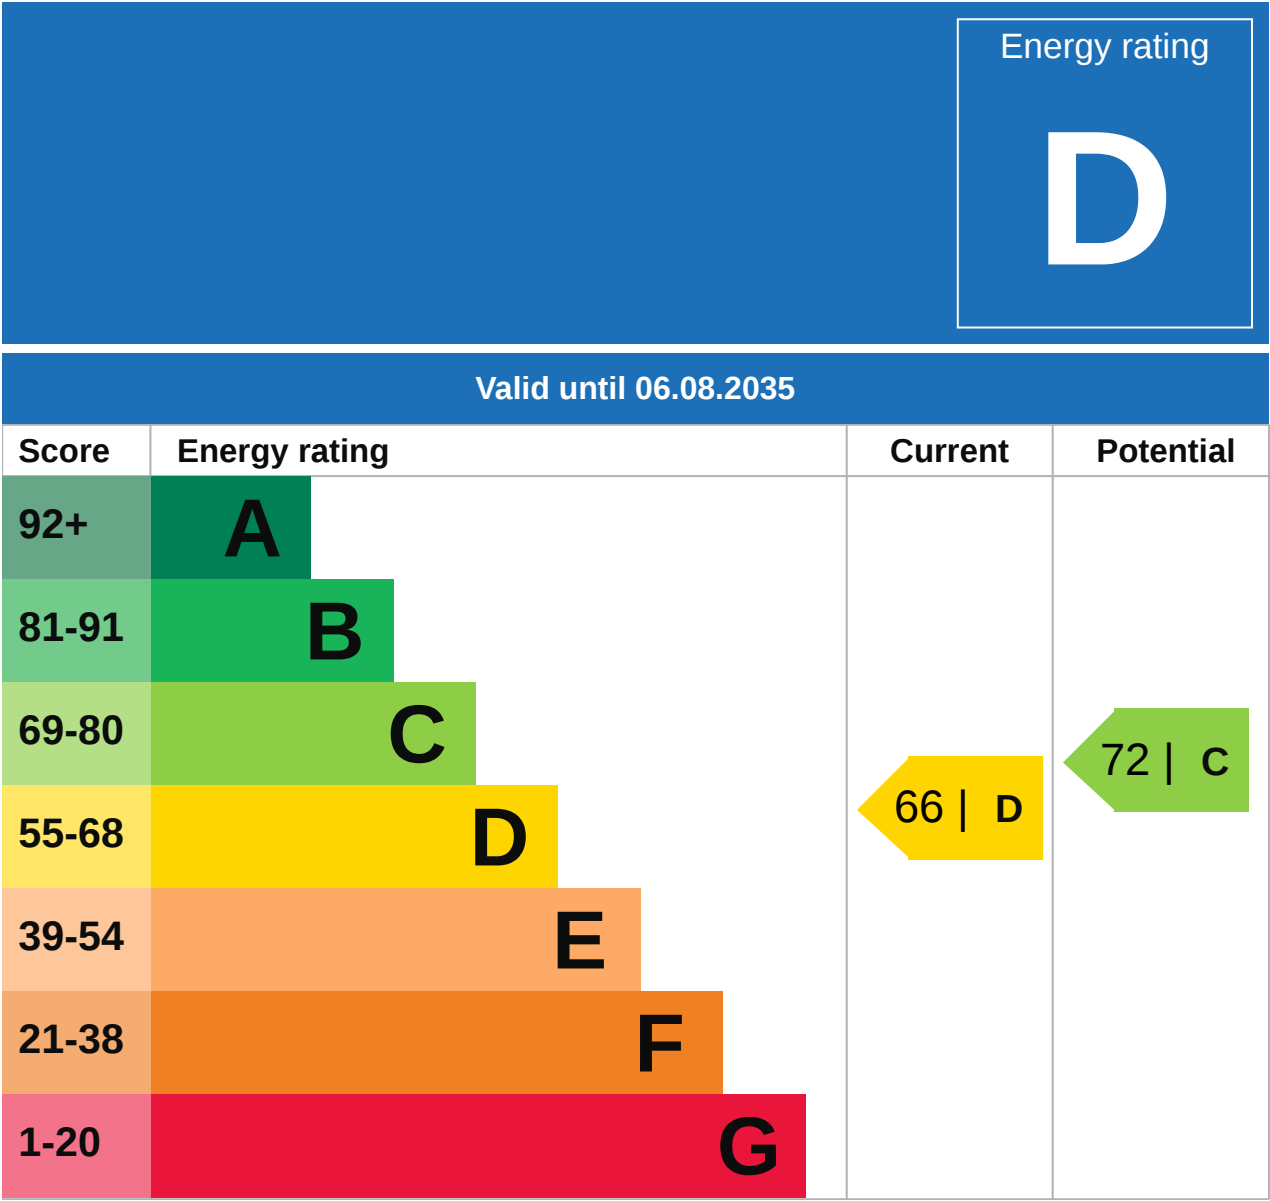 Energy rating
D
Valid until 06.08.2035
Score Energy rating Current Potential
92+ A
81-91 B
69-80 C
72 | C
55-68 D
66 | D
39-54 E
21-38 F
1-20 G